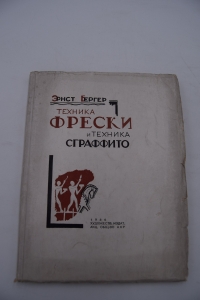 ЭРНСТ БЕРГЕР
ТЕХНИКА
ФРЕСКИ
И ТЕХНИКА
СГРАФФИТО